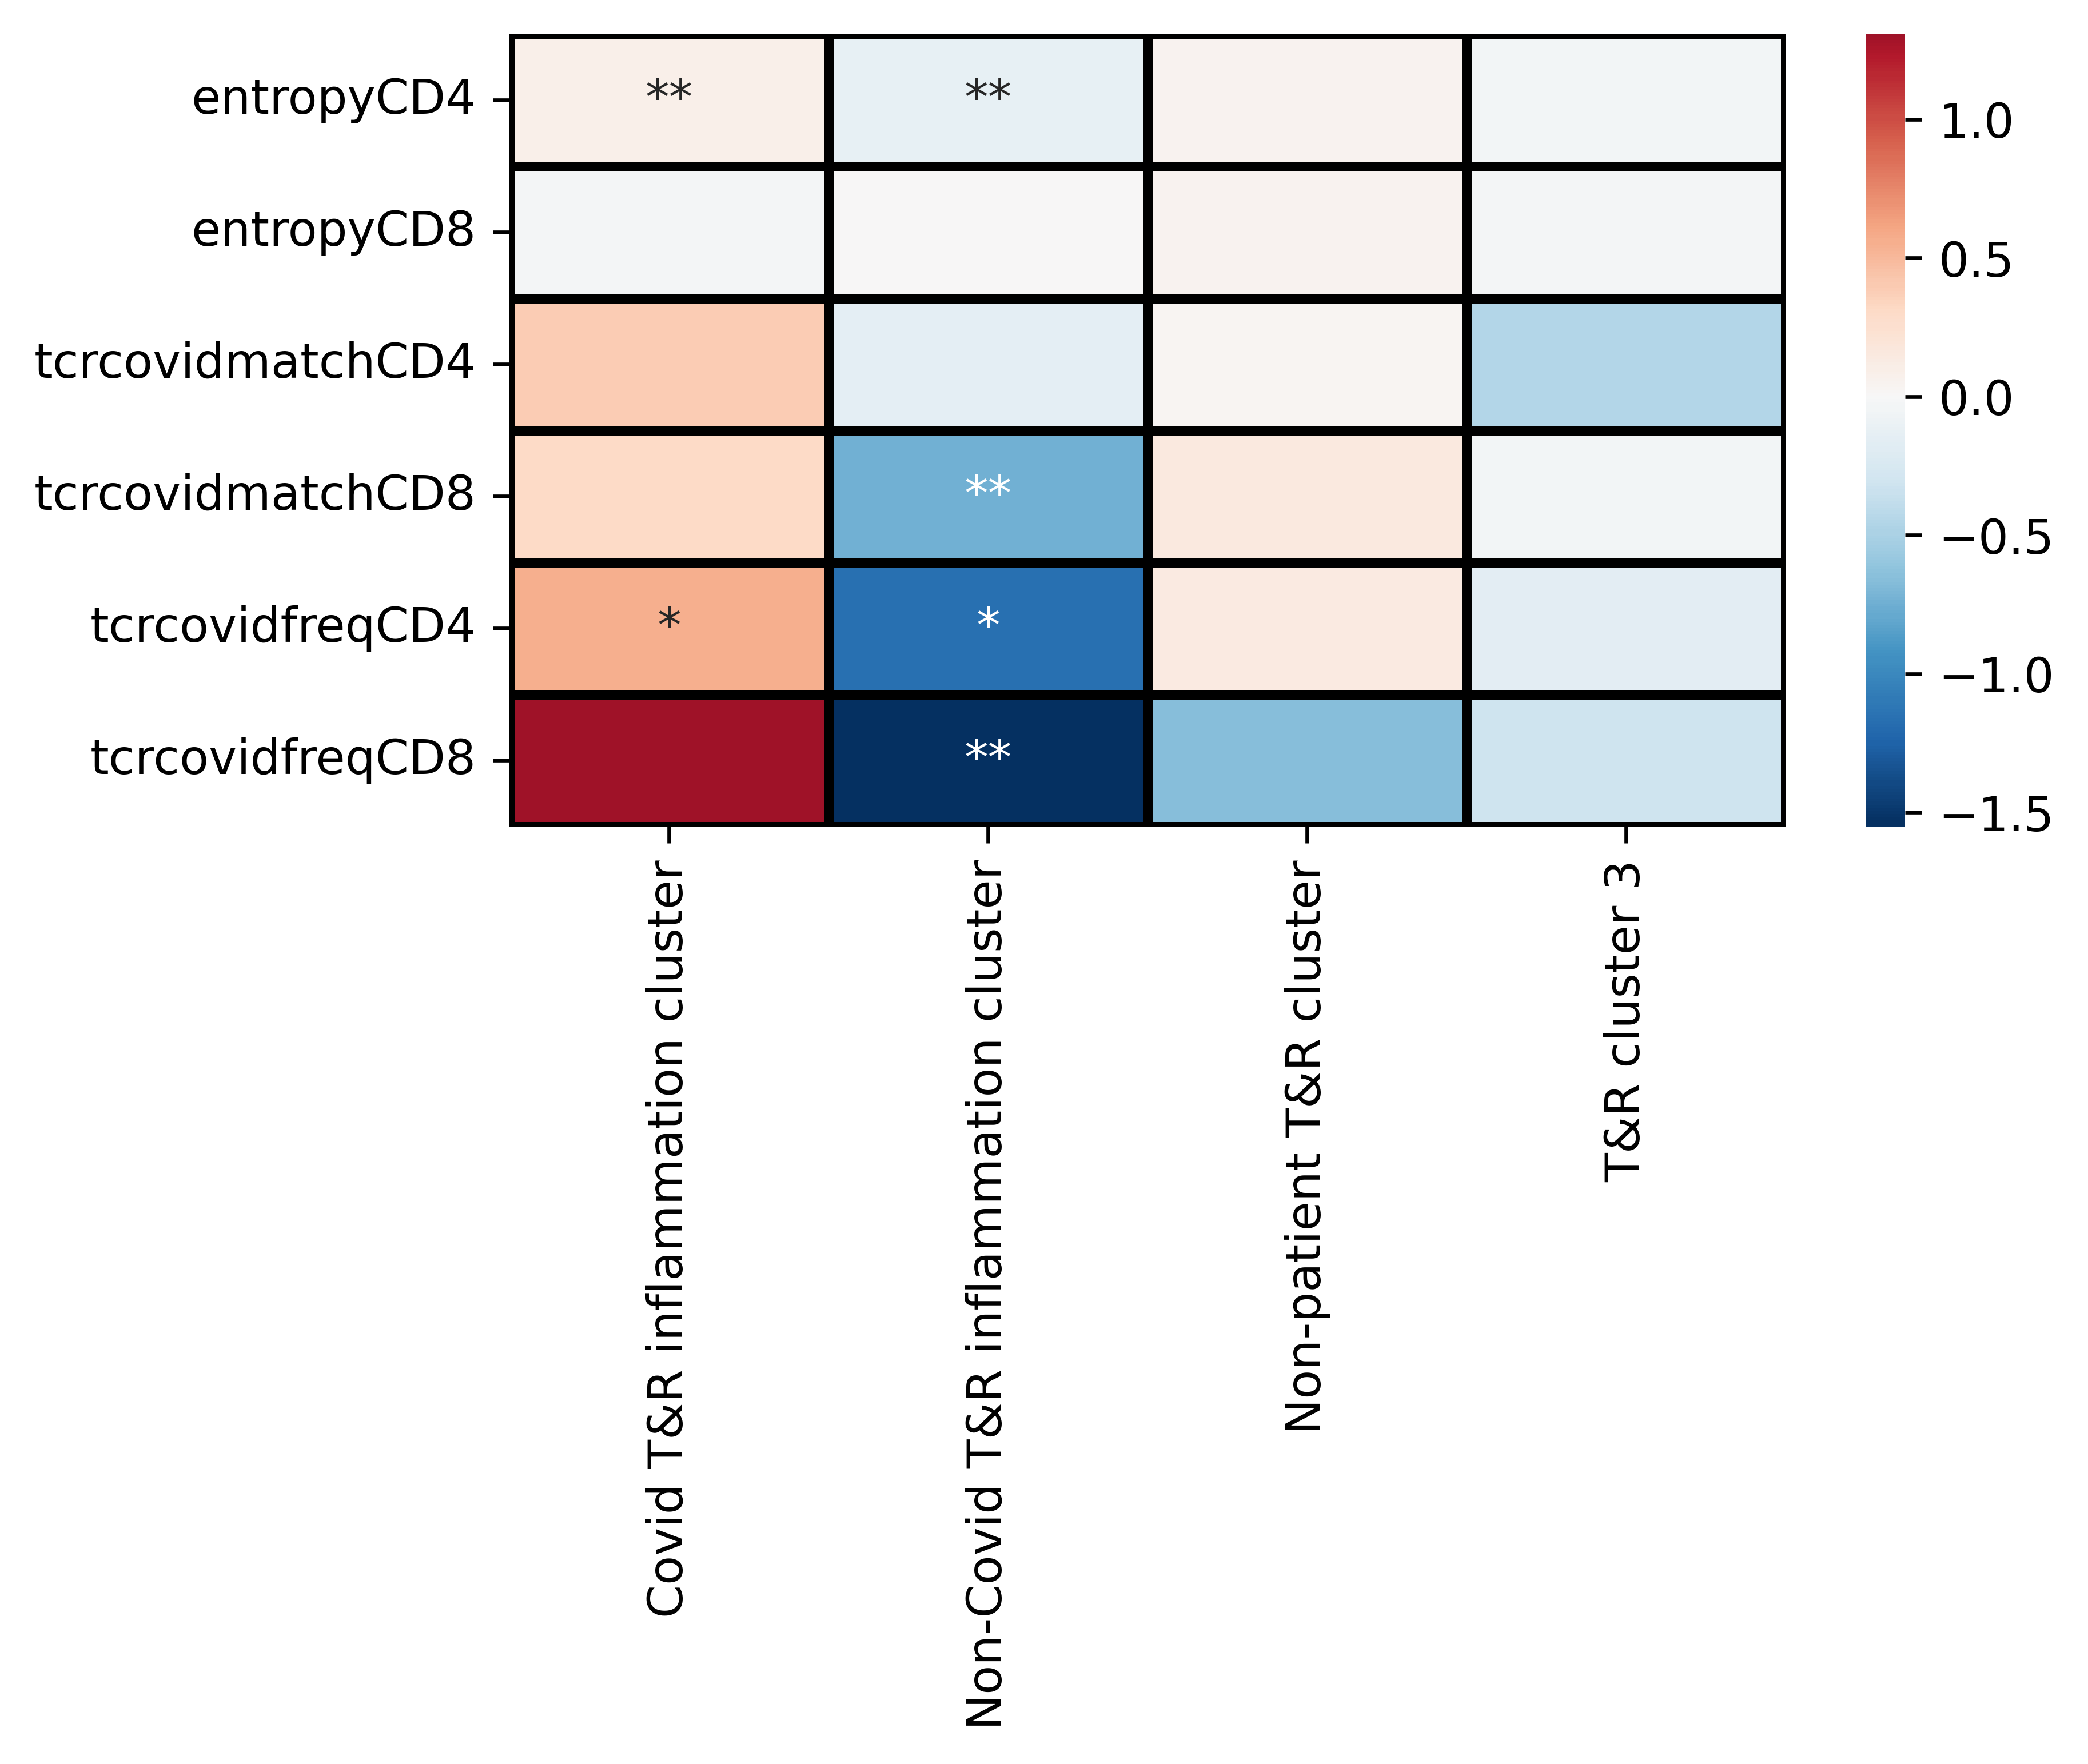 entropyCD4
** **
entropyCD8
tcrcovidmatchCD4
tcrcovidmatchCD8
**
tcrcovidfreqCD4
* *
tcrcovidfreqCD8
**
1.0
0.5
0.0
−0.5
−1.0
−1.5
Covid T&R inflammation cluster
Non-Covid T&R inflammation cluster
Non-patient T&R cluster
T&R cluster 3